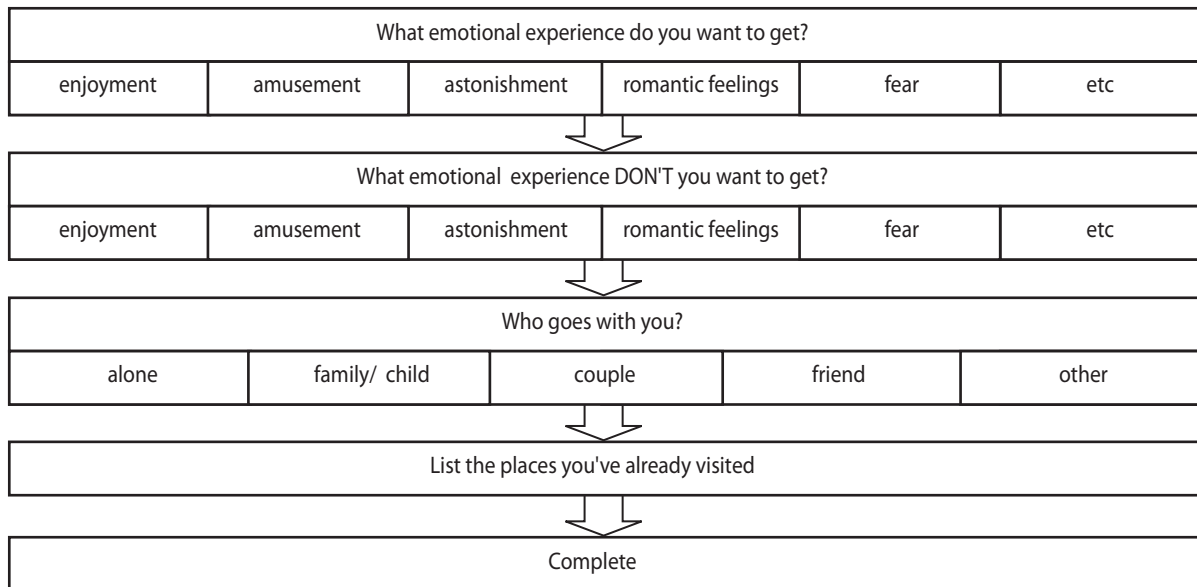 What emotional experience do you want to get?
enjoyment amusement astonishment romantic feelings fear etc
What emotional experience DON'T you want to get?
enjoyment amusement astonishment romantic feelings fear etc
Who goes with you?
alone family/ child couple friend other
List the places you've already visited
Complete